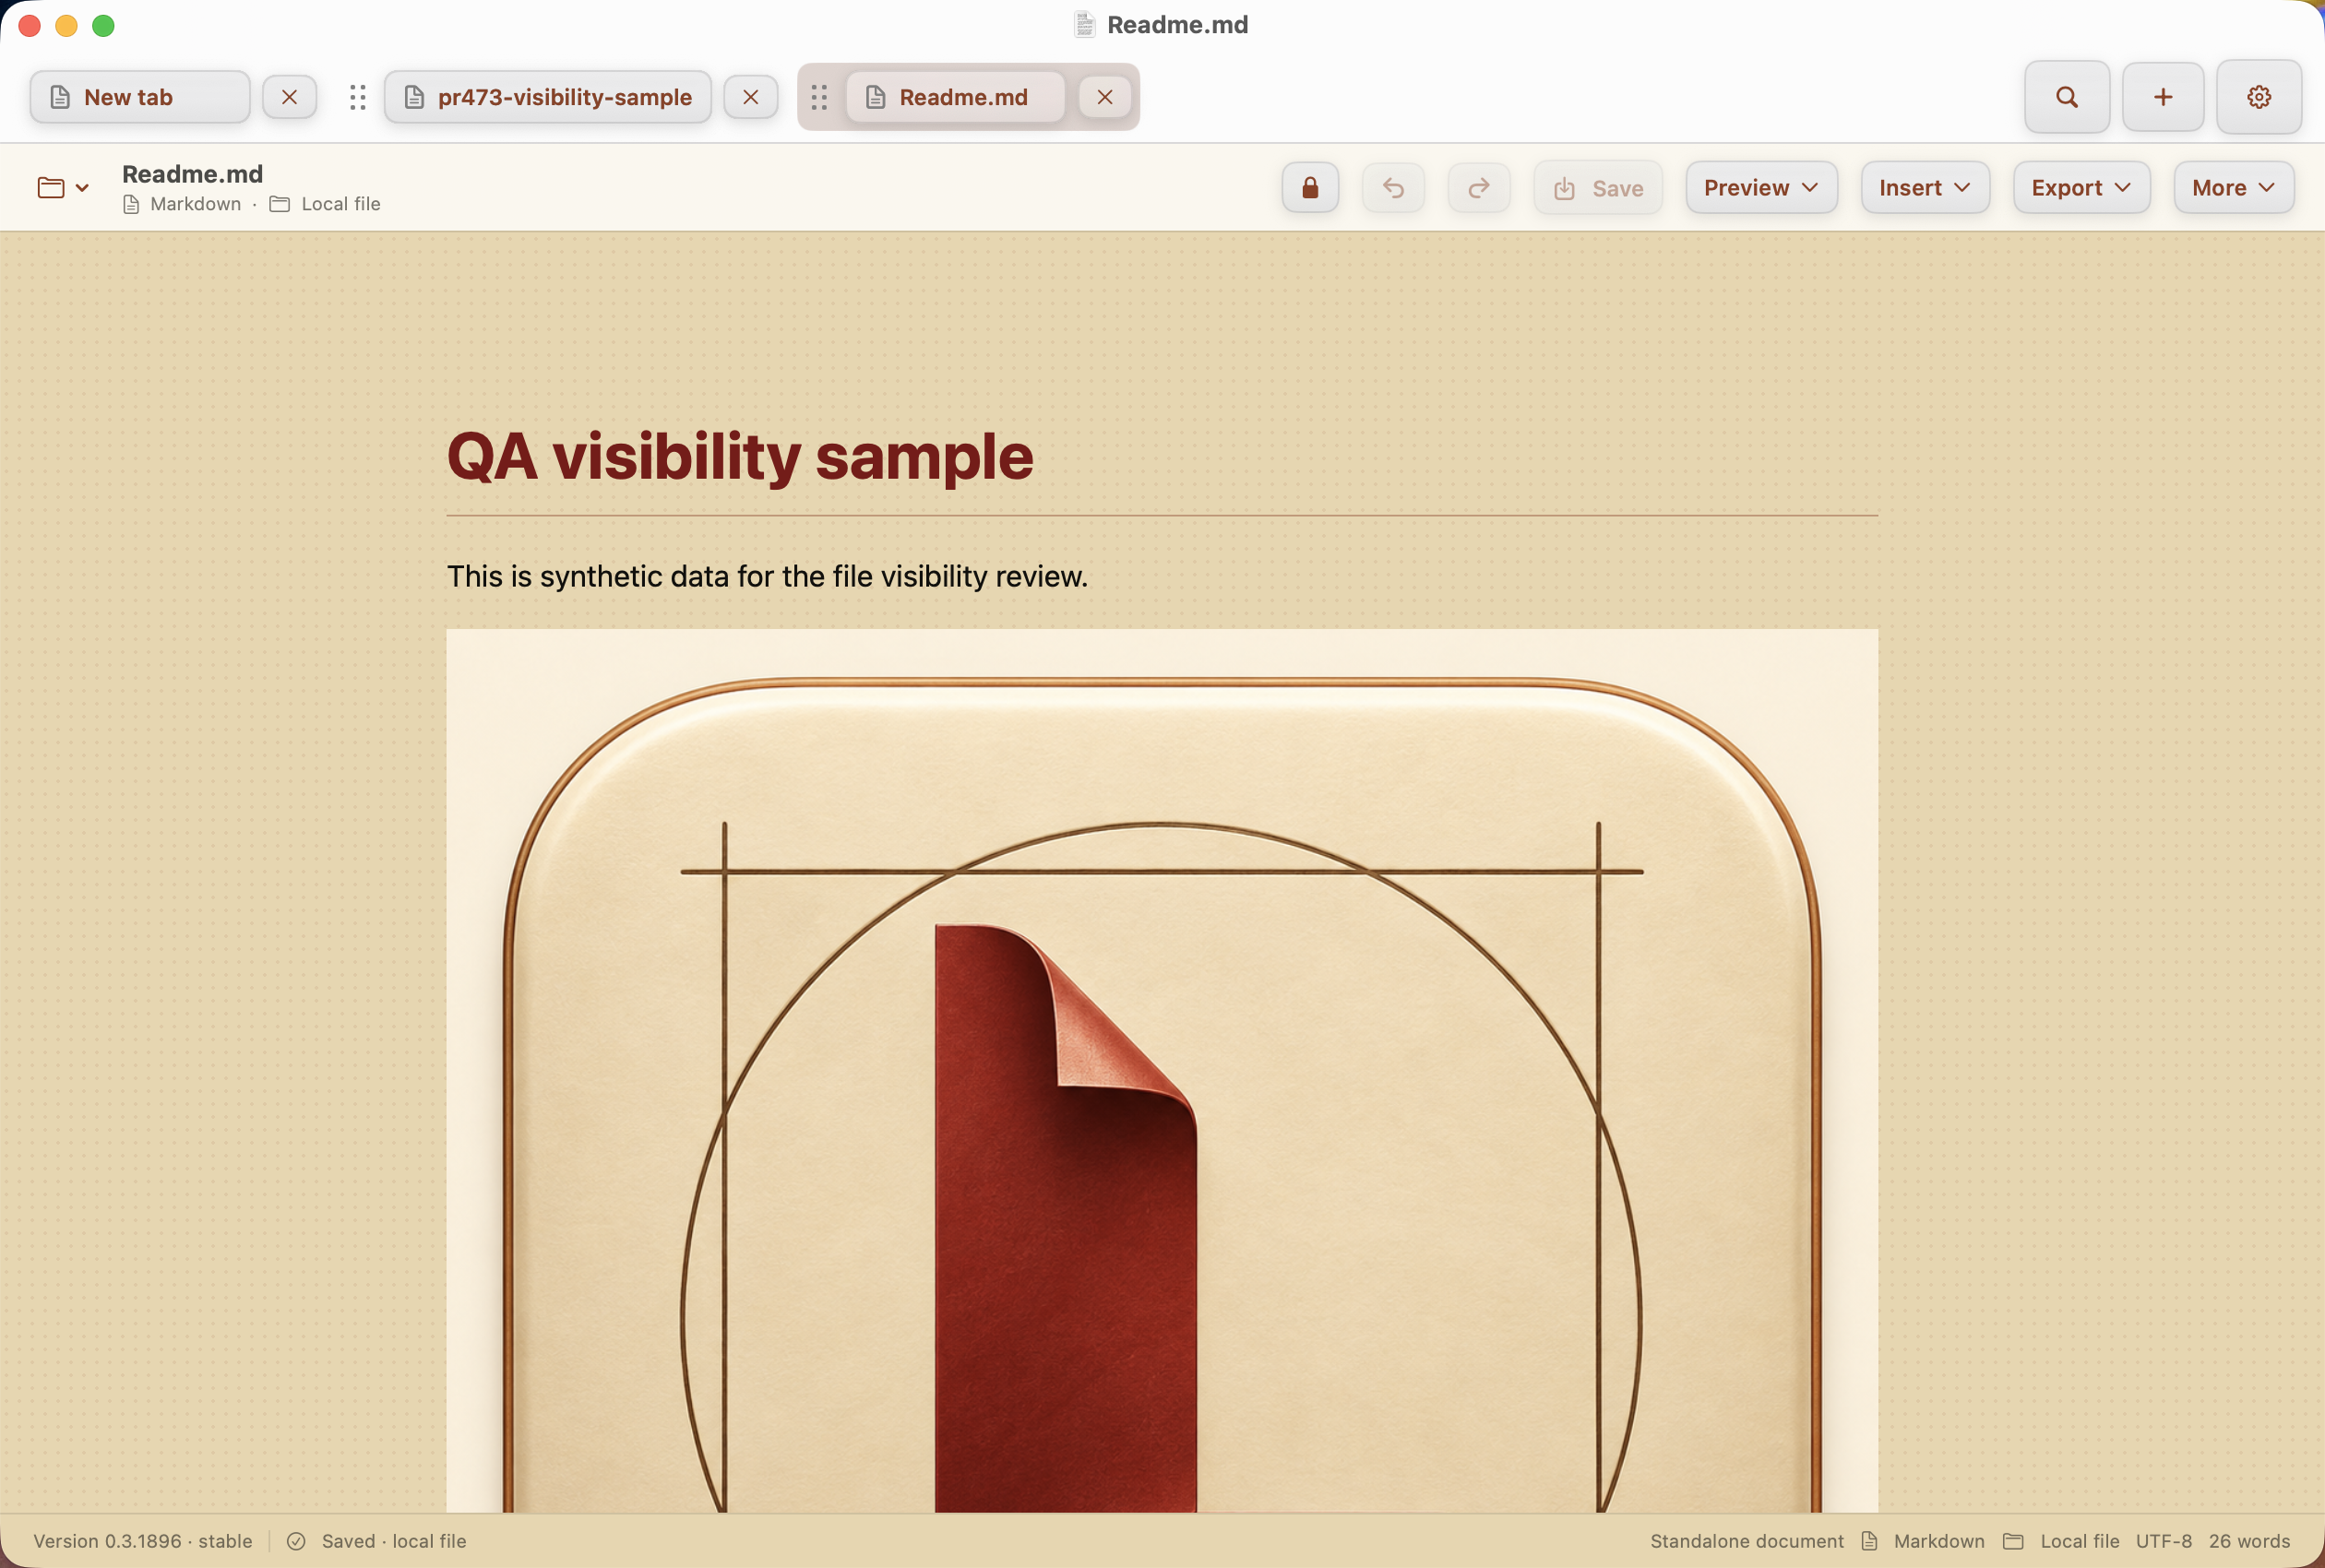 Readme.md
New tab
pr473-visibility-sample
Readme.md
Readme.md
Markdown · Local file
Save
Preview
Insert
Export
More
QA visibility sample
This is synthetic data for the file visibility review.
Version 0.3.1896 · stable
Saved · local file
Standalone document
Markdown
Local file
UTF-8
26 words